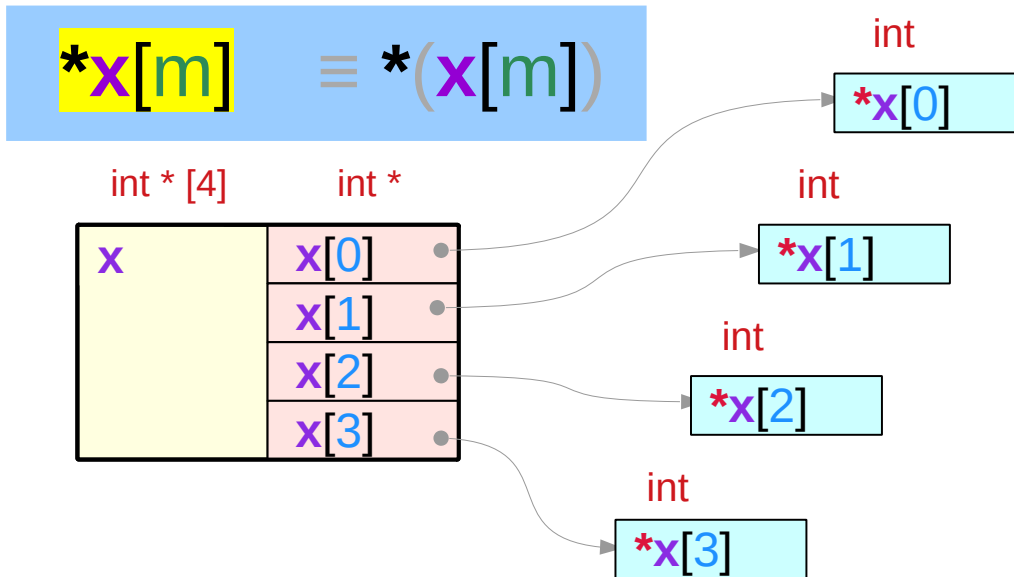 *x[m] ≡ *(x[m])
int
*x[0]
int * [4] int *
int
x
x[0]
*x[1]
x[1]
int
x[2]
*x[2]
x[3]
int
*x[3]